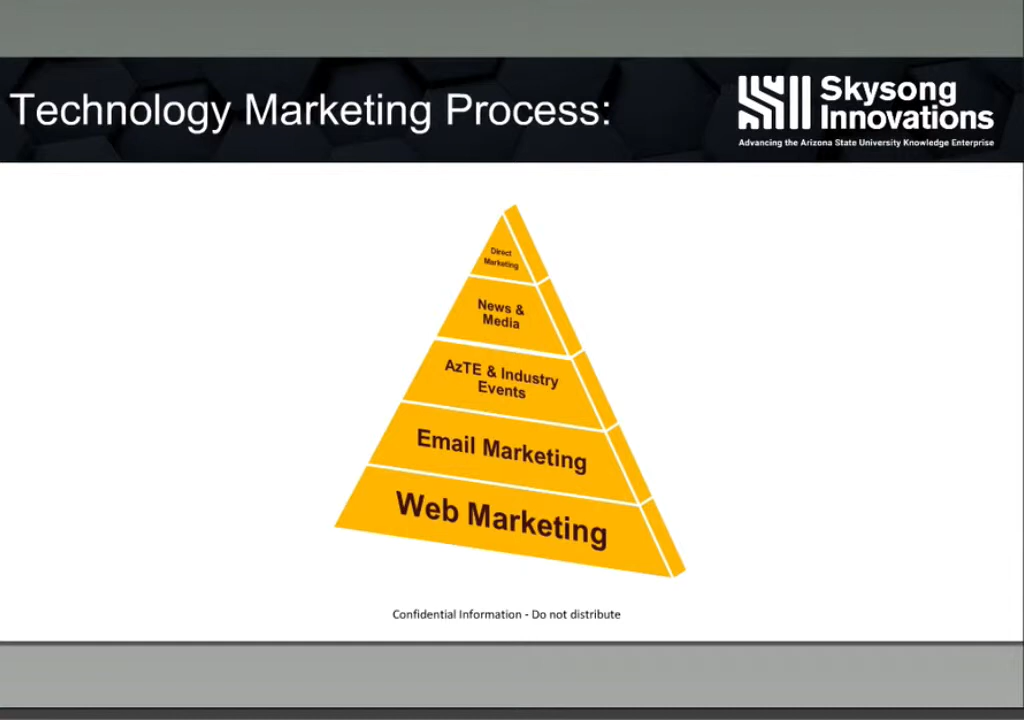 Technology Marketing Process:
Skysong
Innovations
Advancing the Arizona State University Knowledge Enterprise
Direct
Marketing
News &
Media
AzTE & Industry
Events
Email Marketing
Web Marketing
Confidential Information - Do not distribute